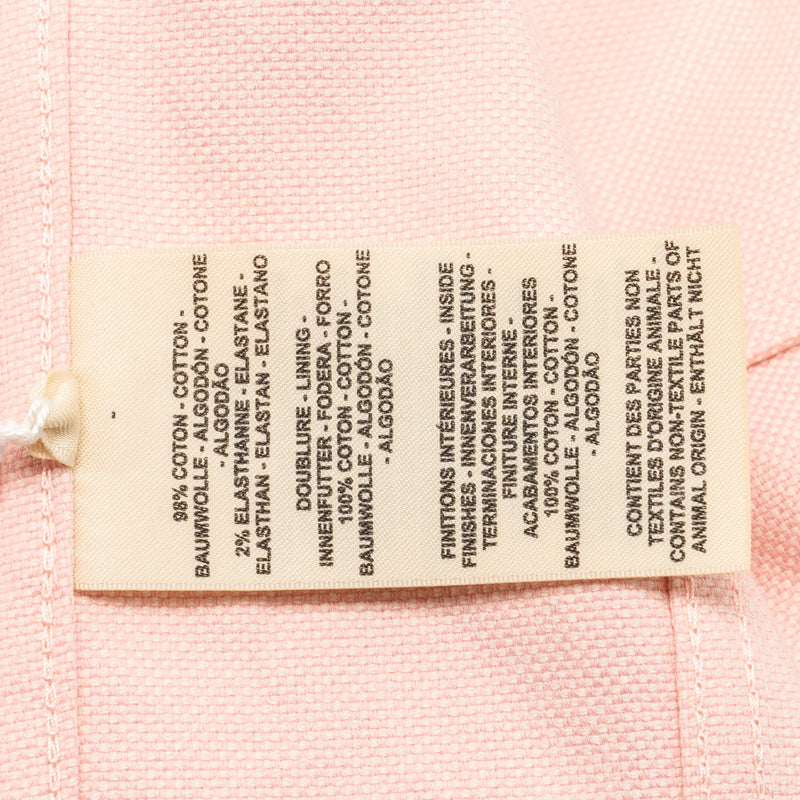 98% COTON - COTTON -
BAUMWOLLE - ALGODÓN - COTONE
- ALGODÃO
2% ELASTHANNE - ELASTANE -
ELASTHAN - ELASTAN - ELASTANO
DOUBLURE - LINING -
INNENFUTTER - FODERA - FORRO
100% COTON - COTTON -
BAUMWOLLE - ALGODÓN - COTONE
- ALGODÃO
FINITIONS INTÉRIEURES - INSIDE
FINISHES - INNENVERARBEITUNG -
TERMINACIONES INTERIORES -
FINITURE INTERNE -
ACABAMENTOS INTERIORES
100% COTON - COTTON -
BAUMWOLLE - ALGODÓN - COTONE
- ALGODÃO
CONTIENT DES PARTIES NON
TEXTILES D'ORIGINE ANIMALE -
CONTAINS NON-TEXTILE PARTS OF
ANIMAL ORIGIN - ENTHÄLT NICHT